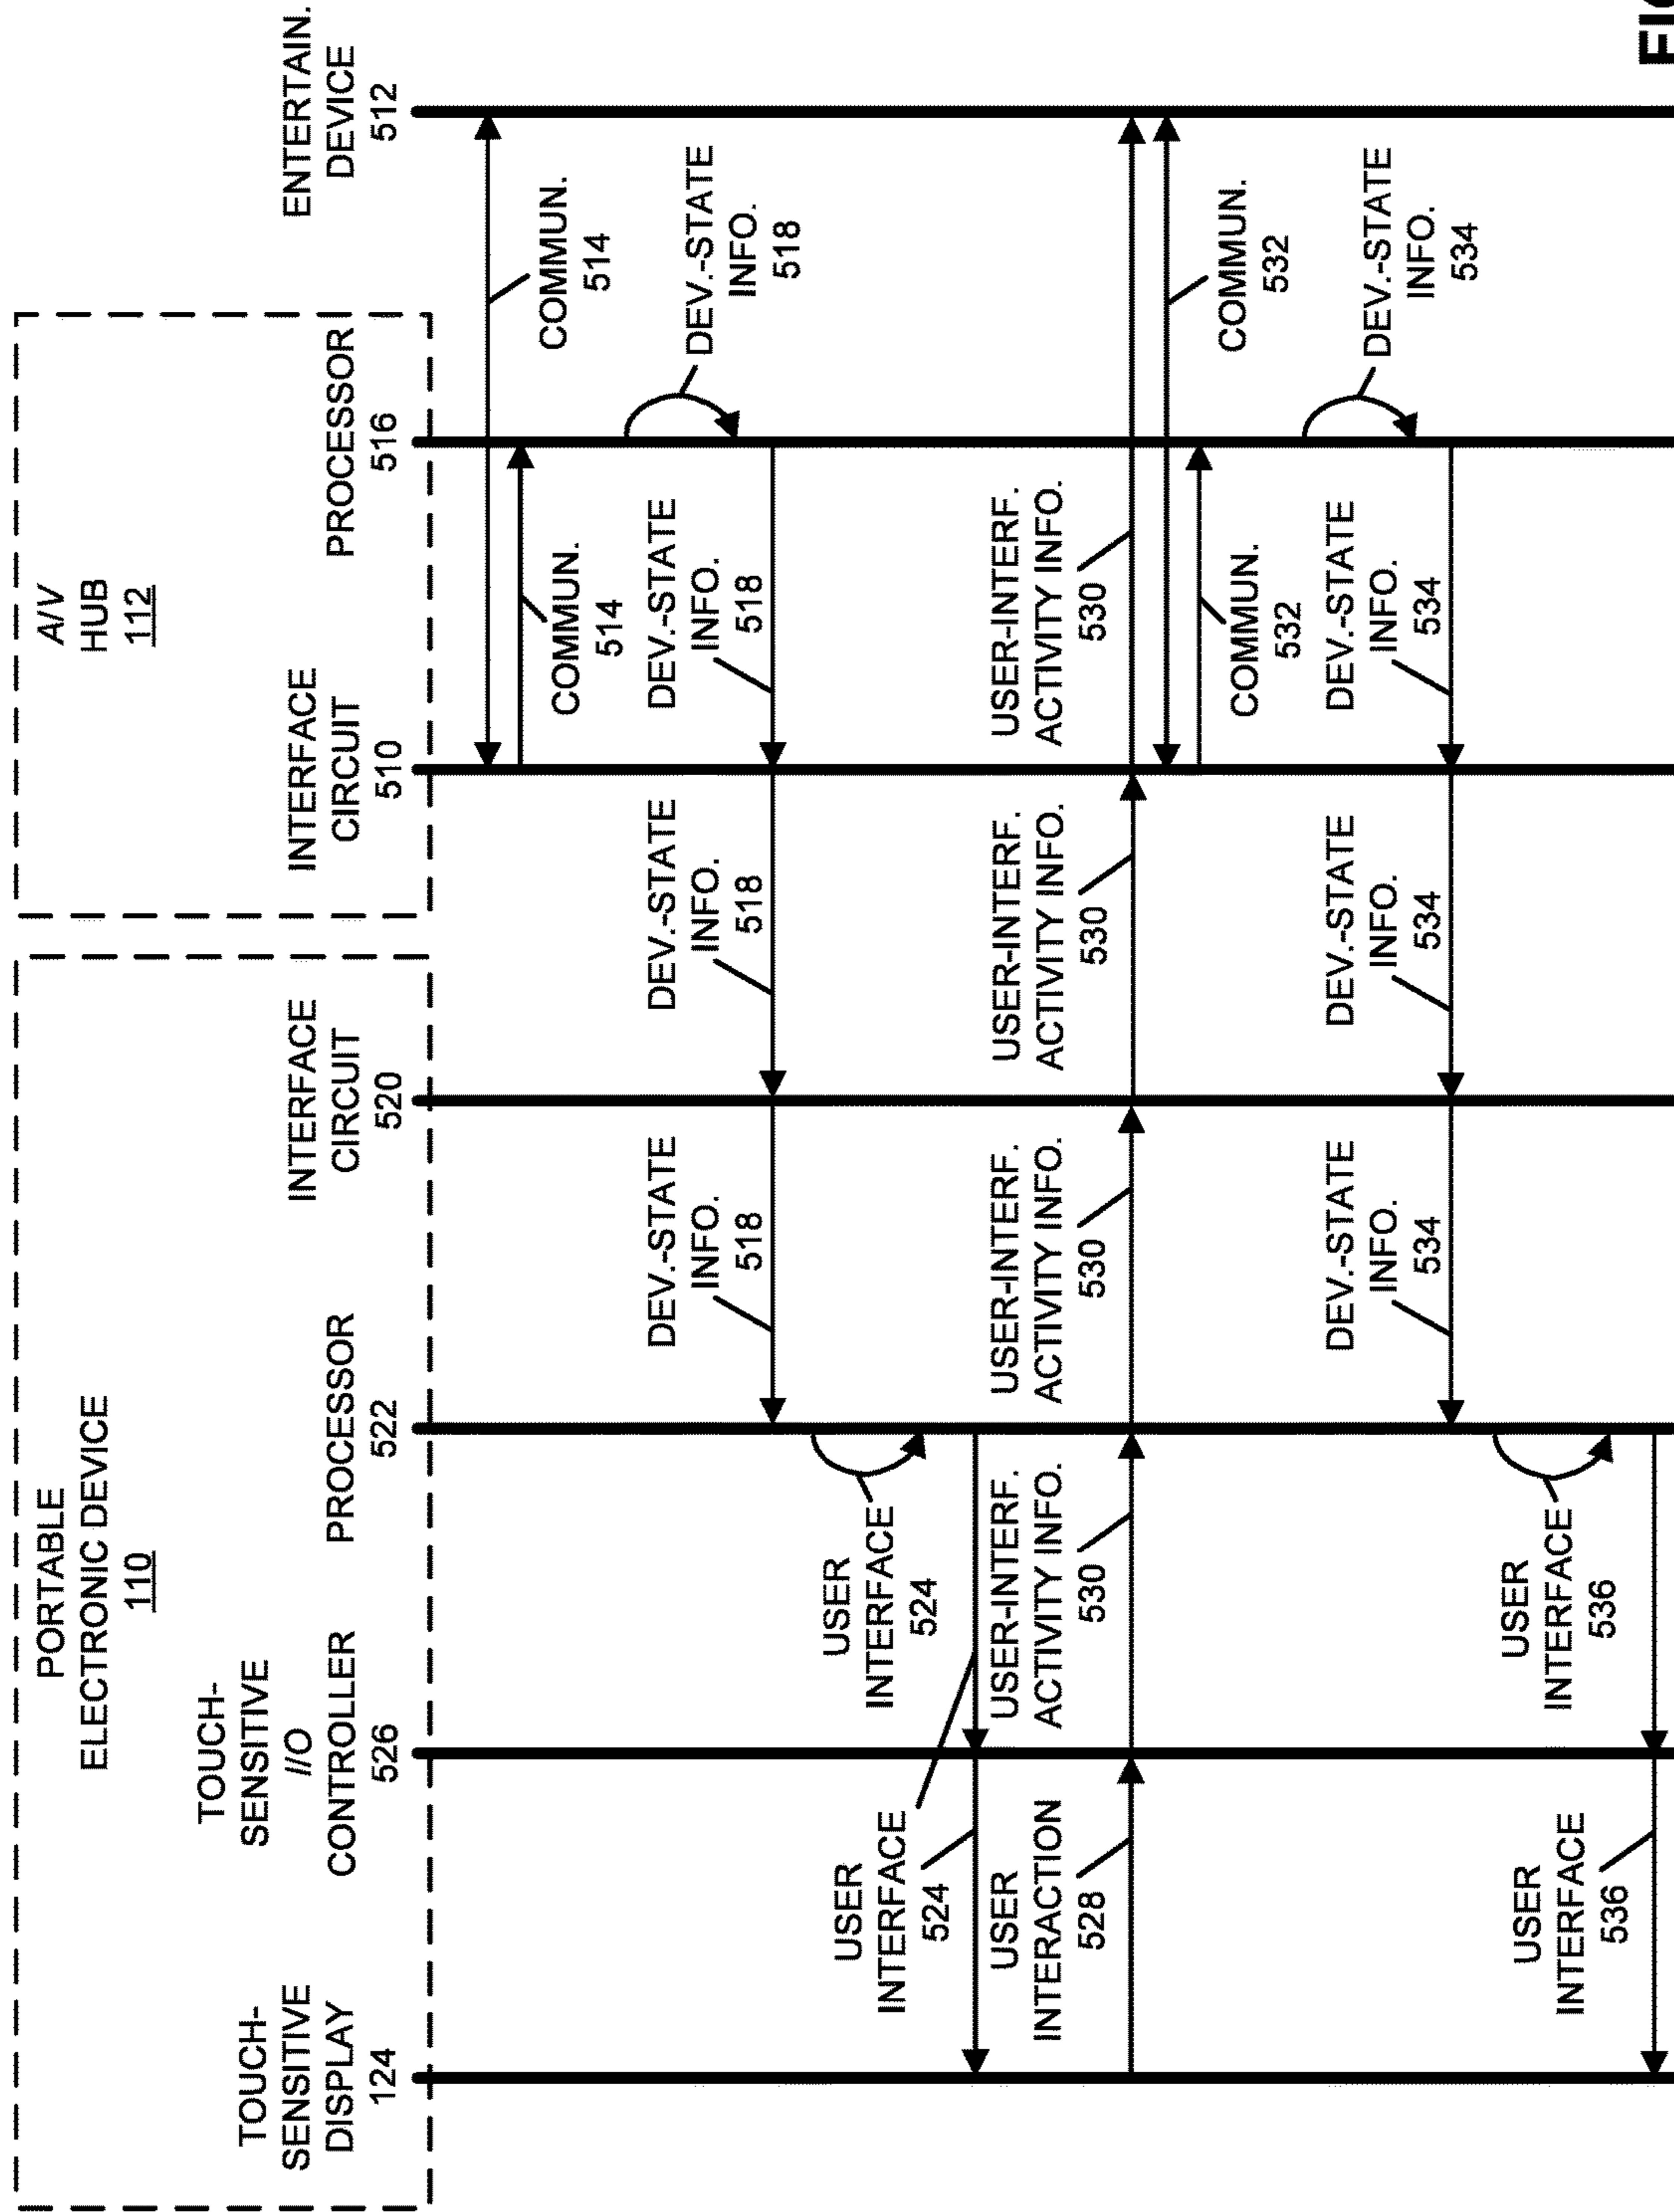 PORTABLE
ELECTRONIC DEVICE
110
A/V
HUB
112
TOUCH-
SENSITIVE
DISPLAY
124
TOUCH-
SENSITIVE
I/O
CONTROLLER
526
PROCESSOR
522
INTERFACE
CIRCUIT
520
INTERFACE
CIRCUIT
510
PROCESSOR
516
ENTERTAIN.
DEVICE
512
COMMUN.
514
COMMUN.
514
DEV.-STATE
INFO.
518
DEV.-STATE
INFO.
518
DEV.-STATE
INFO.
518
DEV.-STATE
INFO.
518
USER
INTERFACE
524
USER
INTERFACE
524
USER
INTERACTION
528
USER-INTERF.
ACTIVITY INFO.
530
USER-INTERF.
ACTIVITY INFO.
530
USER-INTERF.
ACTIVITY INFO.
530
USER-INTERF.
ACTIVITY INFO.
530
COMMUN.
532
COMMUN.
532
DEV.-STATE
INFO.
534
DEV.-STATE
INFO.
534
DEV.-STATE
INFO.
534
DEV.-STATE
INFO.
534
USER
INTERFACE
536
USER
INTERFACE
536